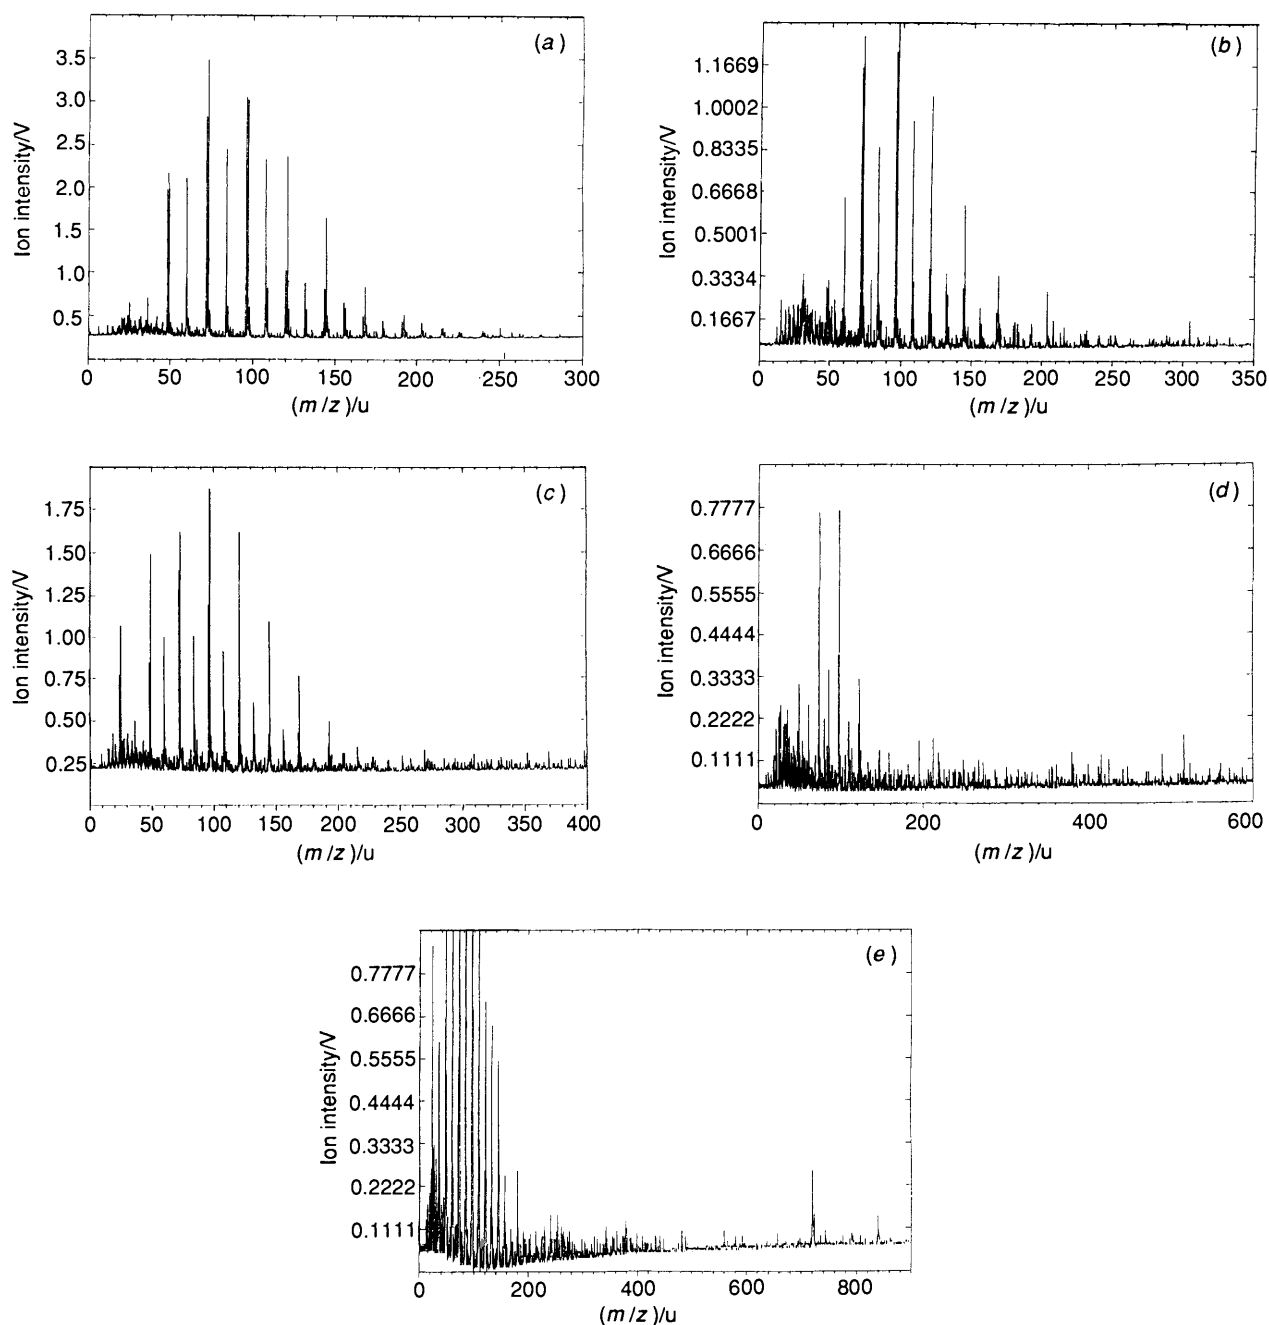 (a)
3.5
3.0
2.5
2.0
1.5
1.0
0.5
Ion intensity/V
0 50 100 150 200 250 300
(m/z)/u
(b)
1.1669
1.0002
0.8335
0.6668
0.5001
0.3334
0.1667
Ion intensity/V
0 50 100 150 200 250 300 350
(m/z)/u
(c)
1.75
1.50
1.25
1.00
0.75
0.50
0.25
Ion intensity/V
0 50 100 150 200 250 300 350 400
(m/z)/u
(d)
0.7777
0.6666
0.5555
0.4444
0.3333
0.2222
0.1111
Ion intensity/V
0 200 400 600
(m/z)/u
(e)
0.7777
0.6666
0.5555
0.4444
0.3333
0.2222
0.1111
Ion intensity/V
0 200 400 600 800
(m/z)/u